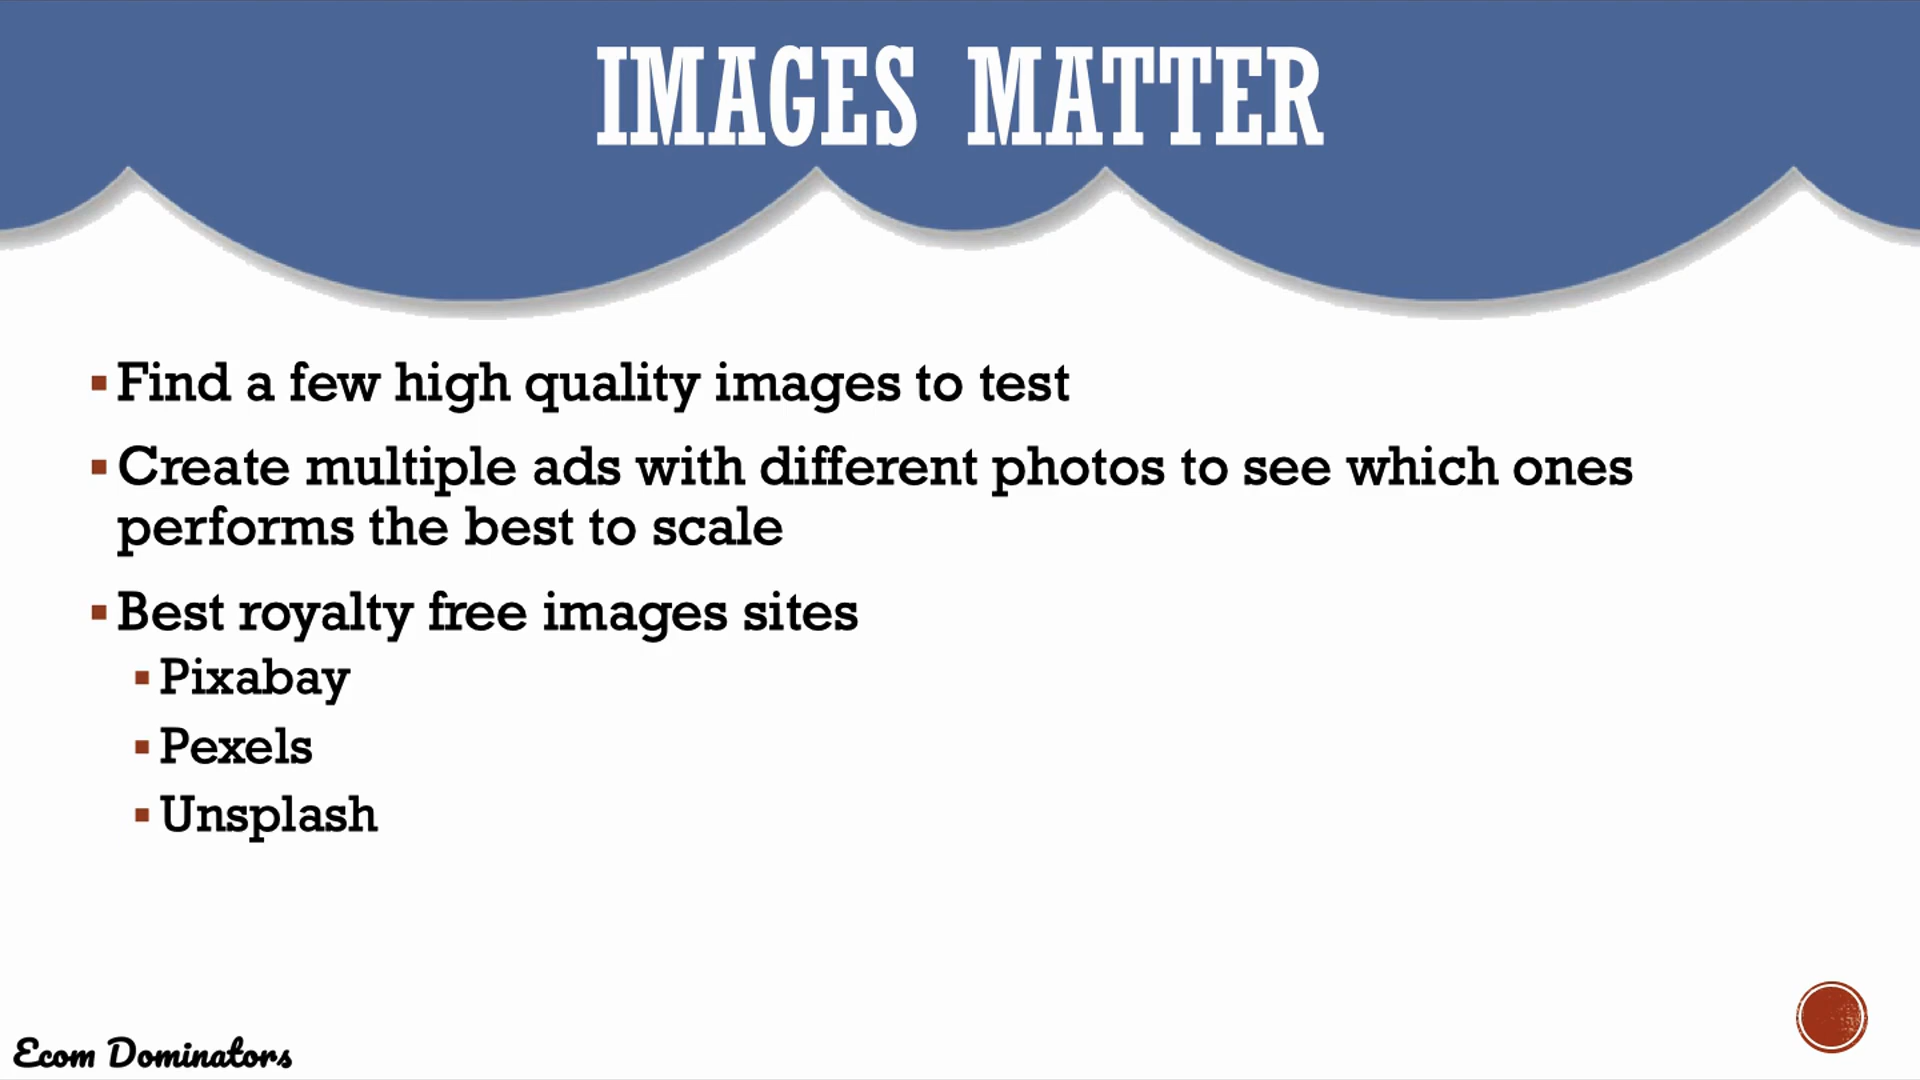 IMAGES MATTER
Find a few high quality images to test
Create multiple ads with different photos to see which ones
performs the best to scale
Best royalty free images sites
Pixabay
Pexels
Unsplash
Ecom Dominators